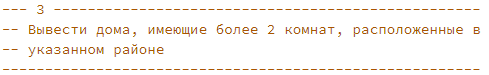 --- 3 ---------------------------------------------------
-- Вывести дома, имеющие более 2 комнат, расположенные в
-- указанном районе
---------------------------------------------------------